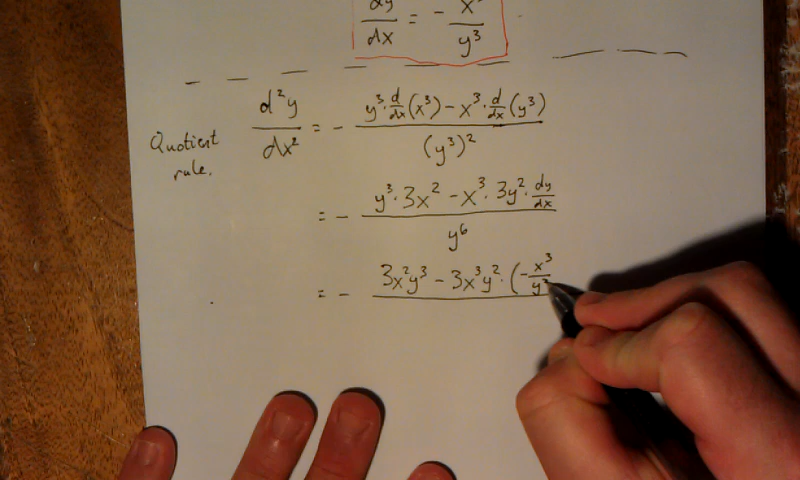 dy/dx = - x³/y³
Quotient rule. d²y/dx² = - (y³·d/dx(x³) - x³·d/dx(y³))/(y³)²
= - (y³·3x² - x³·3y²·dy/dx)/y⁶
= - 3x²y³ - 3x³y²·(-x³/y³